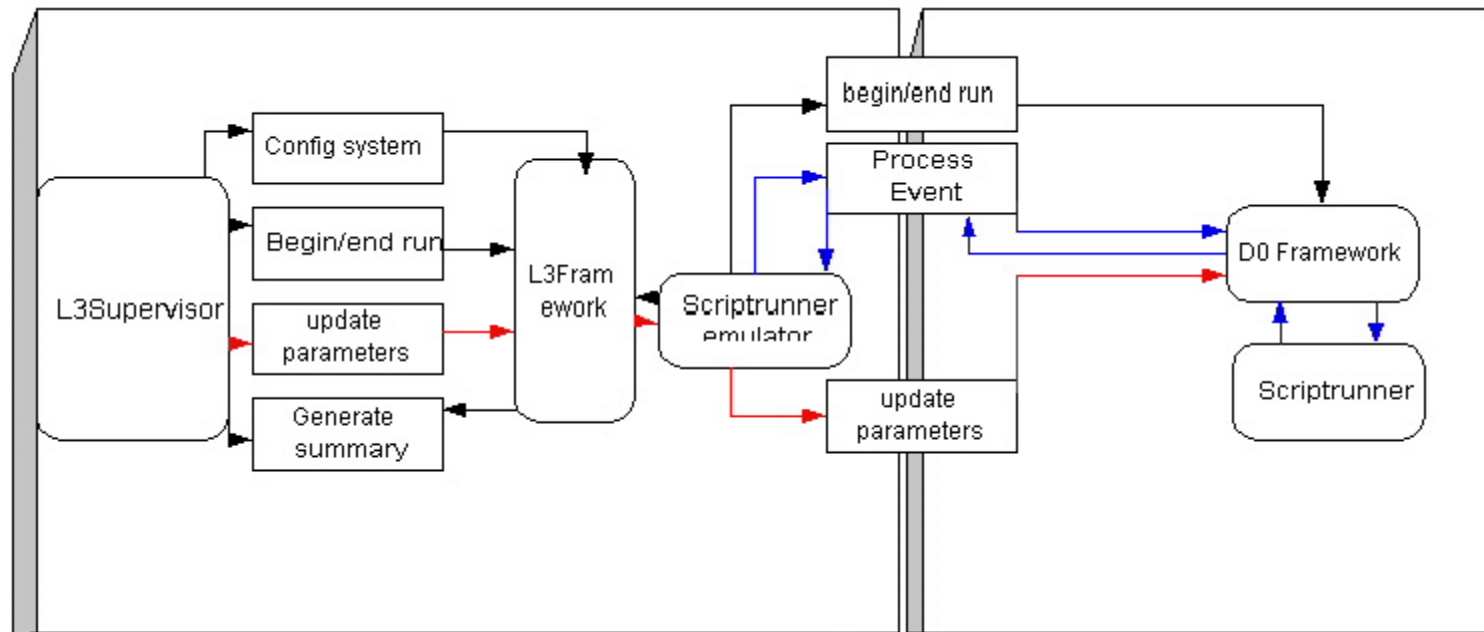 begin/end run
Config system
Process
Event
Begin/end run
L3Supervisor
L3Fram
ework
D0 Framework
Scriptrunner
emulator
update
parameters
Generate
summary
update
parameters
Scriptrunner